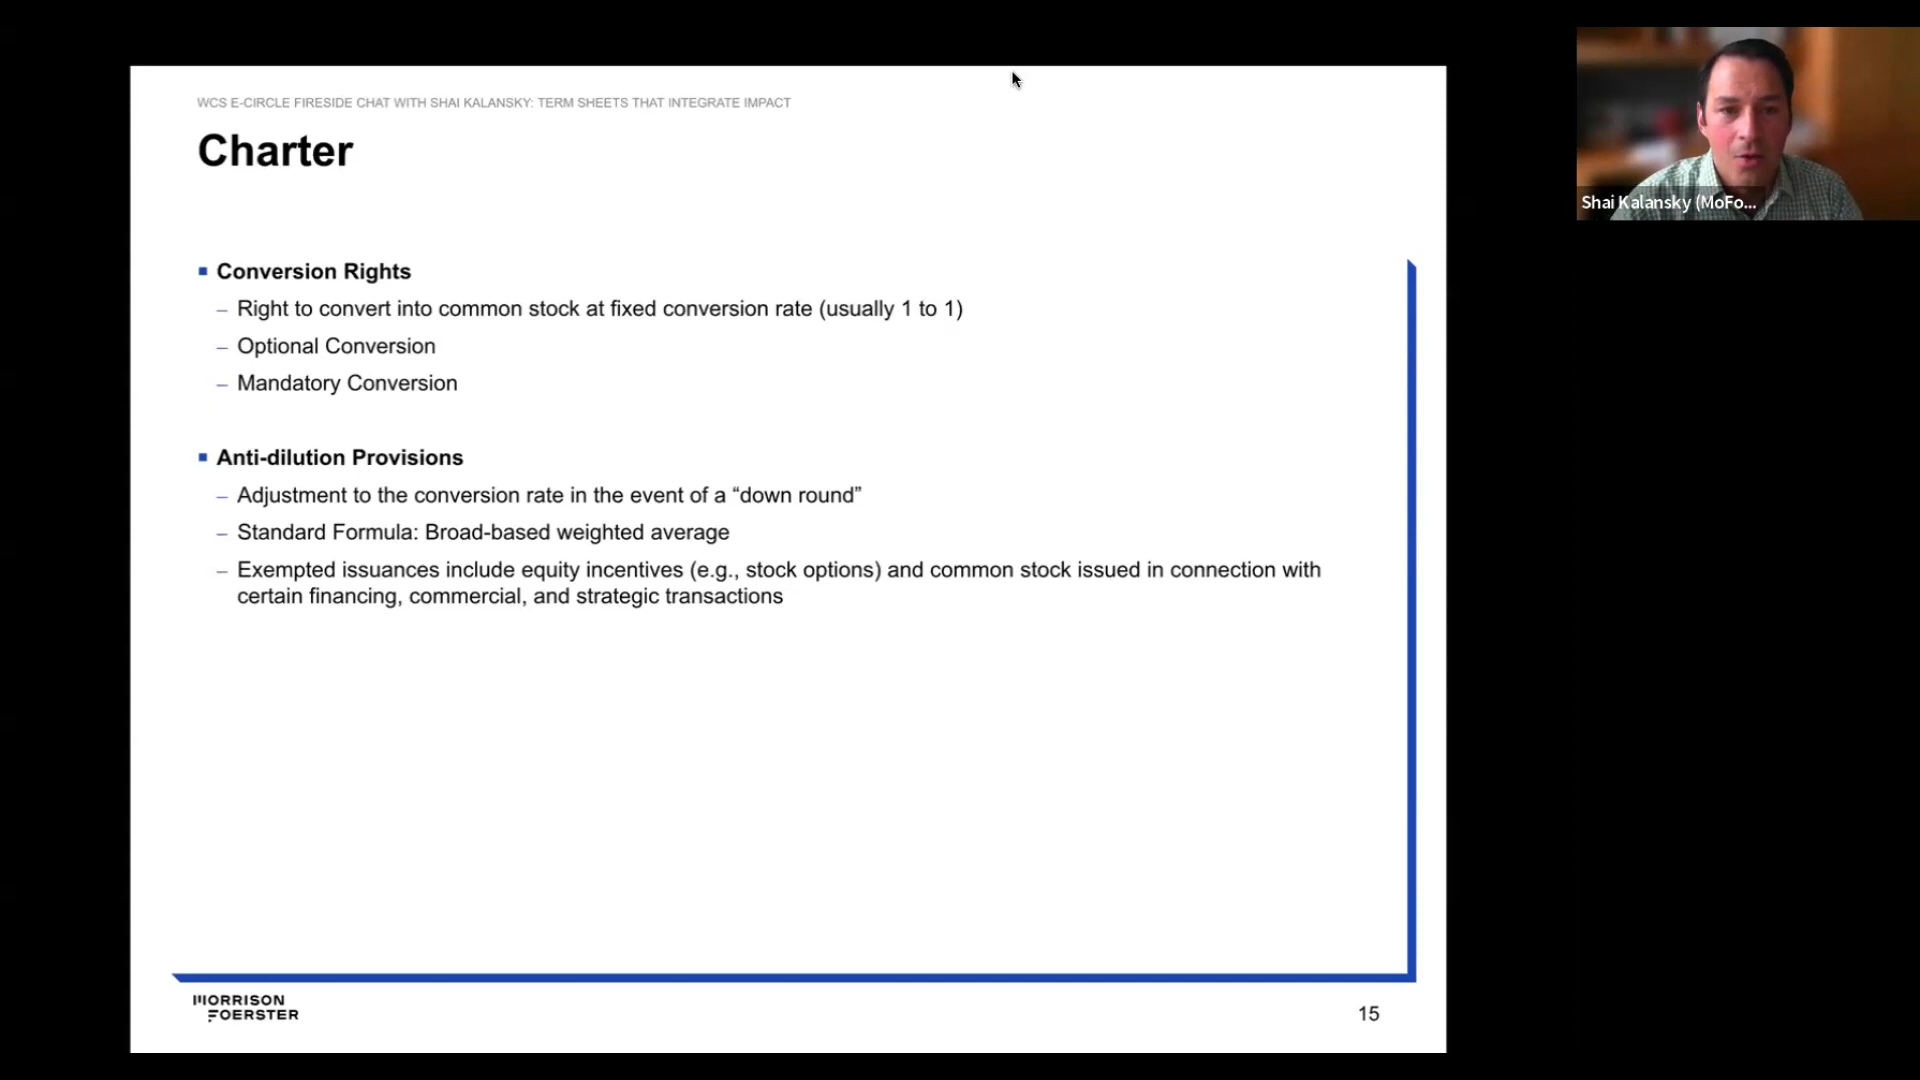 WCS E-CIRCLE FIRESIDE CHAT WITH SHAI KALANSKY: TERM SHEETS THAT INTEGRATE IMPACT
Charter
Conversion Rights
– Right to convert into common stock at fixed conversion rate (usually 1 to 1)
– Optional Conversion
– Mandatory Conversion
Anti-dilution Provisions
– Adjustment to the conversion rate in the event of a “down round”
– Standard Formula: Broad-based weighted average
– Exempted issuances include equity incentives (e.g., stock options) and common stock issued in connection with
certain financing, commercial, and strategic transactions
MORRISON
FOERSTER
15
Shai Kalansky (MoFo...